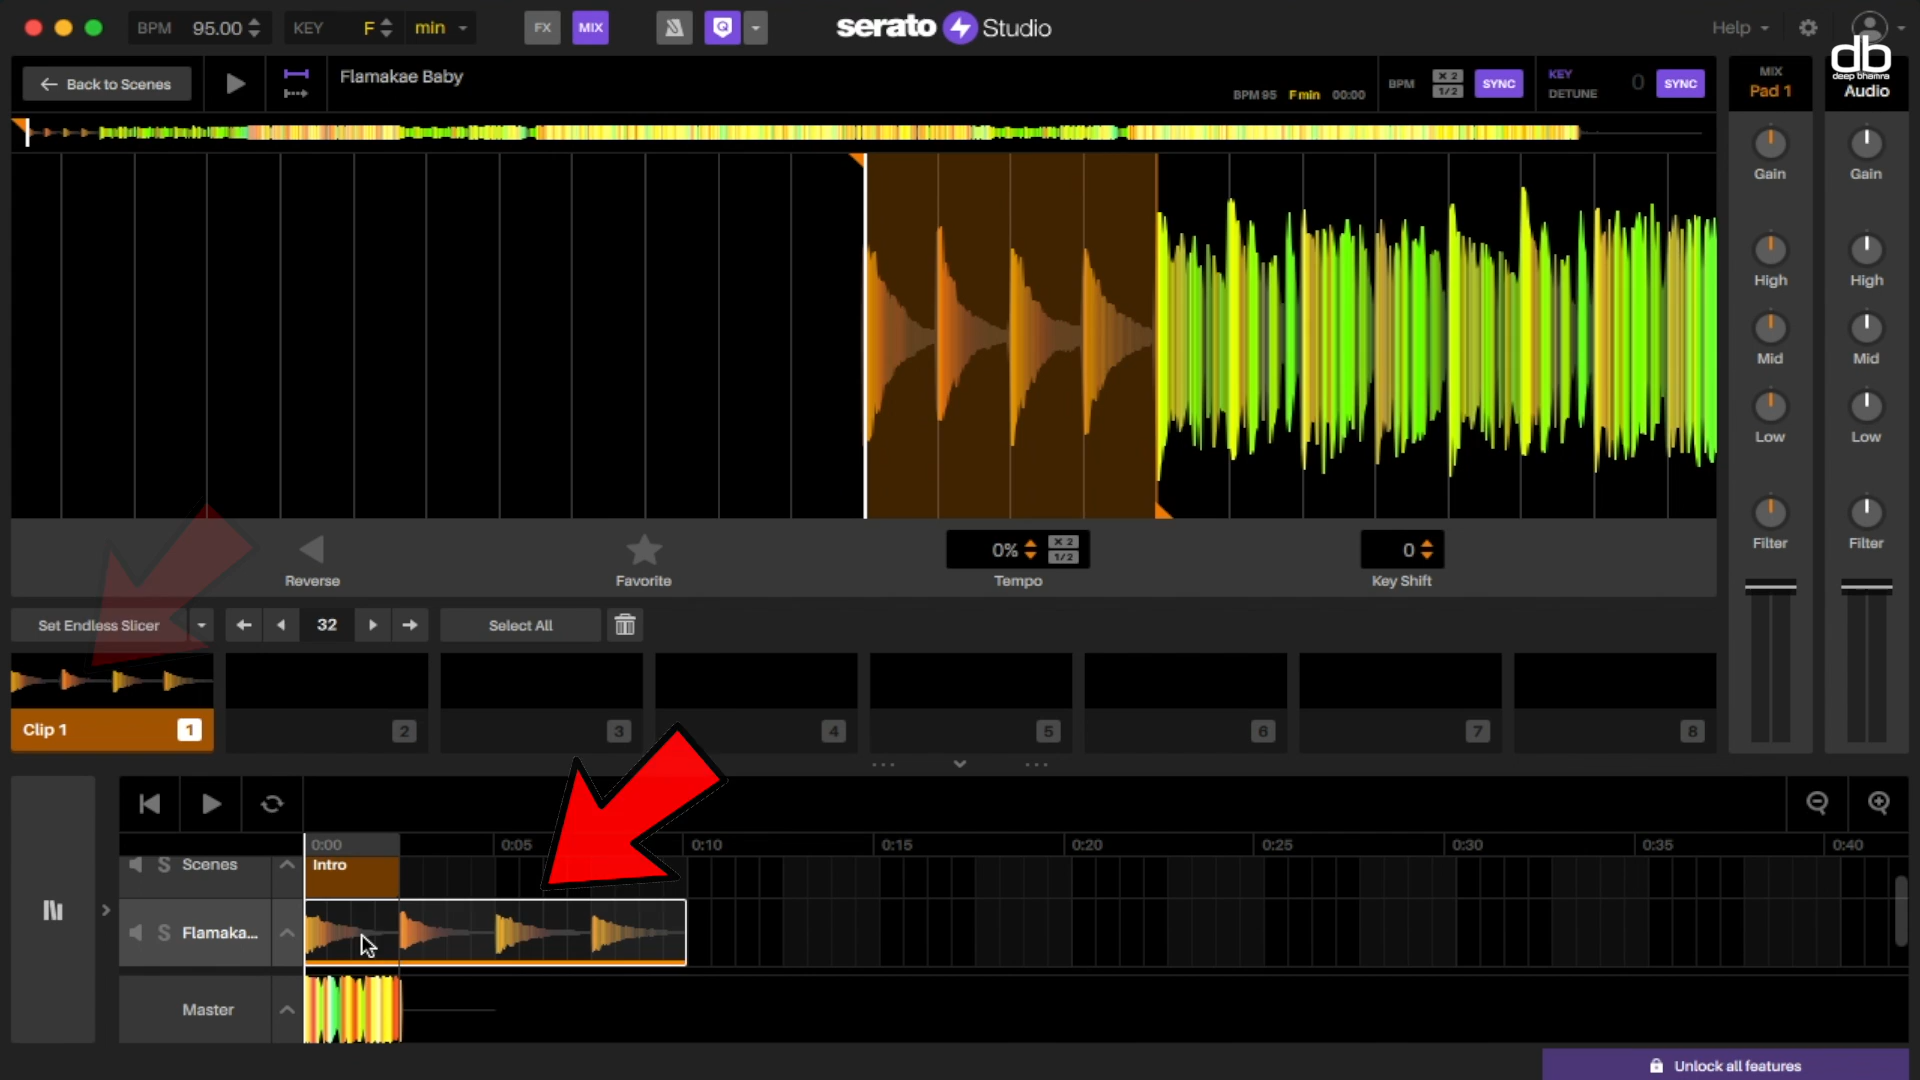 BPM 95.00 KEY F min FX MIX serato Studio Help
db
deep bhamra
Back to Scenes Flamakae Baby BPM 95 F min 00:00 BPM X 2 1/2 SYNC KEY DETUNE 0 SYNC MIX Pad 1 Audio
Gain Gain
High High
Mid Mid
Low Low
Filter Filter
0% X 2 1/2 0
Reverse Favorite Tempo Key Shift
Set Endless Slicer 32 Select All
Clip 1 1 2 3 4 5 6 7 8
0:00 0:05 0:10 0:15 0:20 0:25 0:30 0:35 0:40
S Scenes Intro
S Flamaka...
Master
Unlock all features